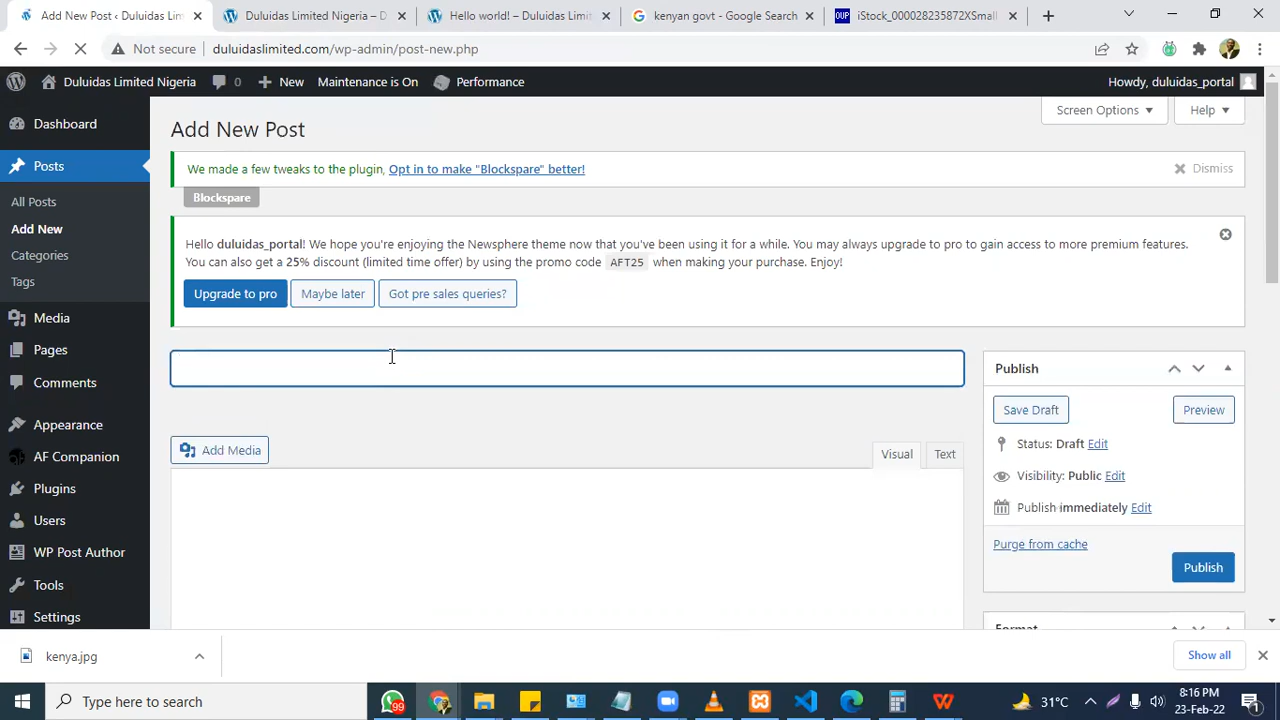 Add New Post ‹ Duluidas Lim
Duluidas Limited Nigeria – D
Hello world! – Duluidas Limit
kenyan govt - Google Search
OUP
iStock_000028235872XSmall
Not secure
duluidaslimited.com/wp-admin/post-new.php
Duluidas Limited Nigeria
0
New
Maintenance is On
Performance
Howdy, duluidas_portal
Dashboard
Posts
All Posts
Add New
Categories
Tags
Media
Pages
Comments
Appearance
AF Companion
Plugins
Users
WP Post Author
Tools
Settings
Add New Post
Screen Options
Help
We made a few tweaks to the plugin, Opt in to make "Blockspare" better!
Dismiss
Blockspare
Hello duluidas_portal! We hope you're enjoying the Newsphere theme now that you've been using it for a while. You may always upgrade to pro to gain access to more premium features.
You can also get a 25% discount (limited time offer) by using the promo code AFT25 when making your purchase. Enjoy!
Upgrade to pro
Maybe later
Got pre sales queries?
Add Media
Visual
Text
Publish
Save Draft
Preview
Status: Draft Edit
Visibility: Public Edit
Publish immediately Edit
Purge from cache
Publish
Format
kenya.jpg
Show all
Type here to search
99
31°C
8:16 PM
23-Feb-22
1